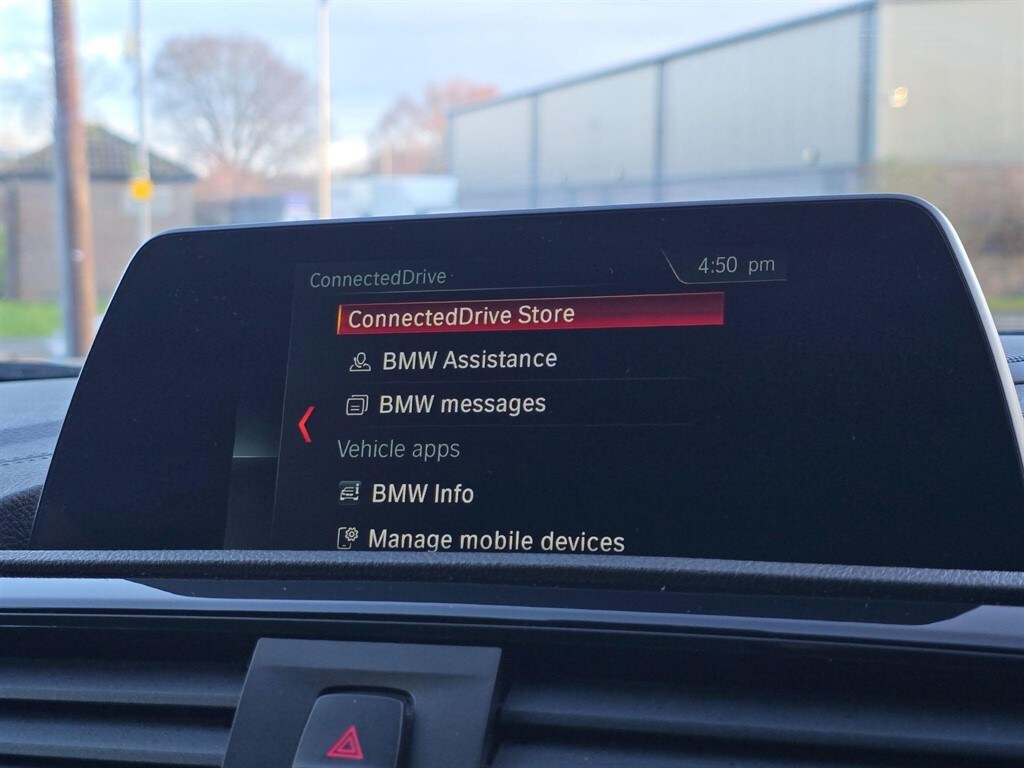 ConnectedDrive
4:50 pm
ConnectedDrive Store
BMW Assistance
BMW messages
Vehicle apps
BMW Info
Manage mobile devices